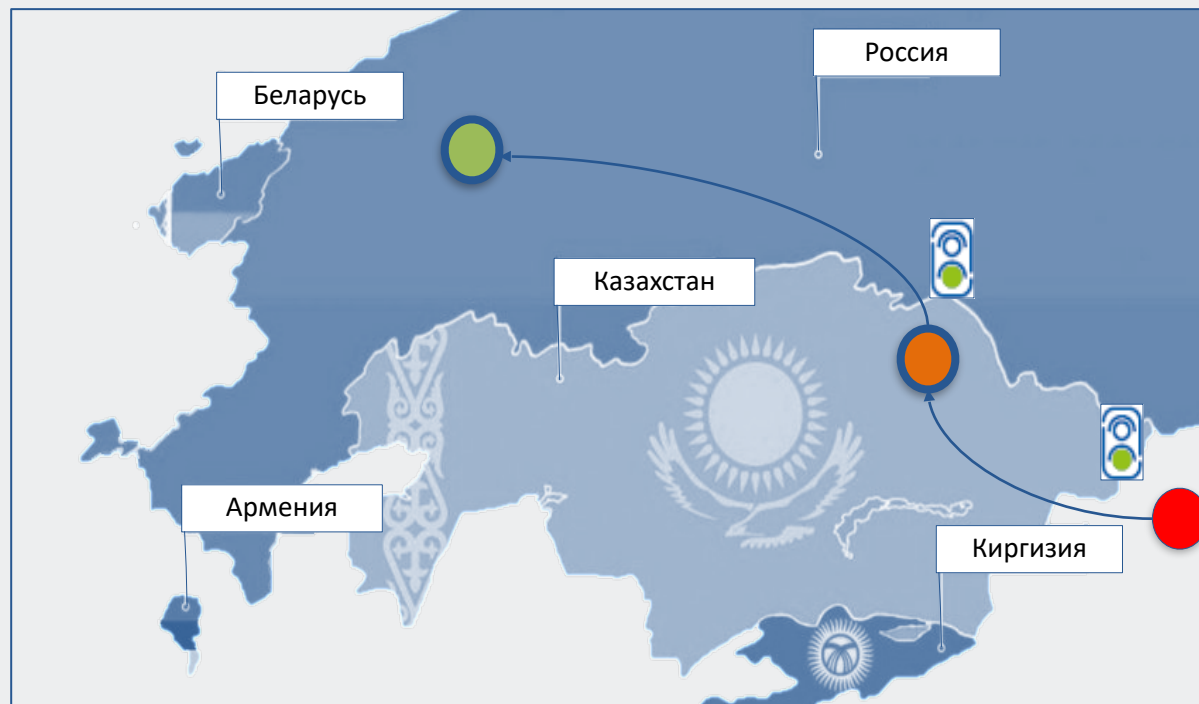 Россия
Беларусь
Казахстан
Армения
Киргизия